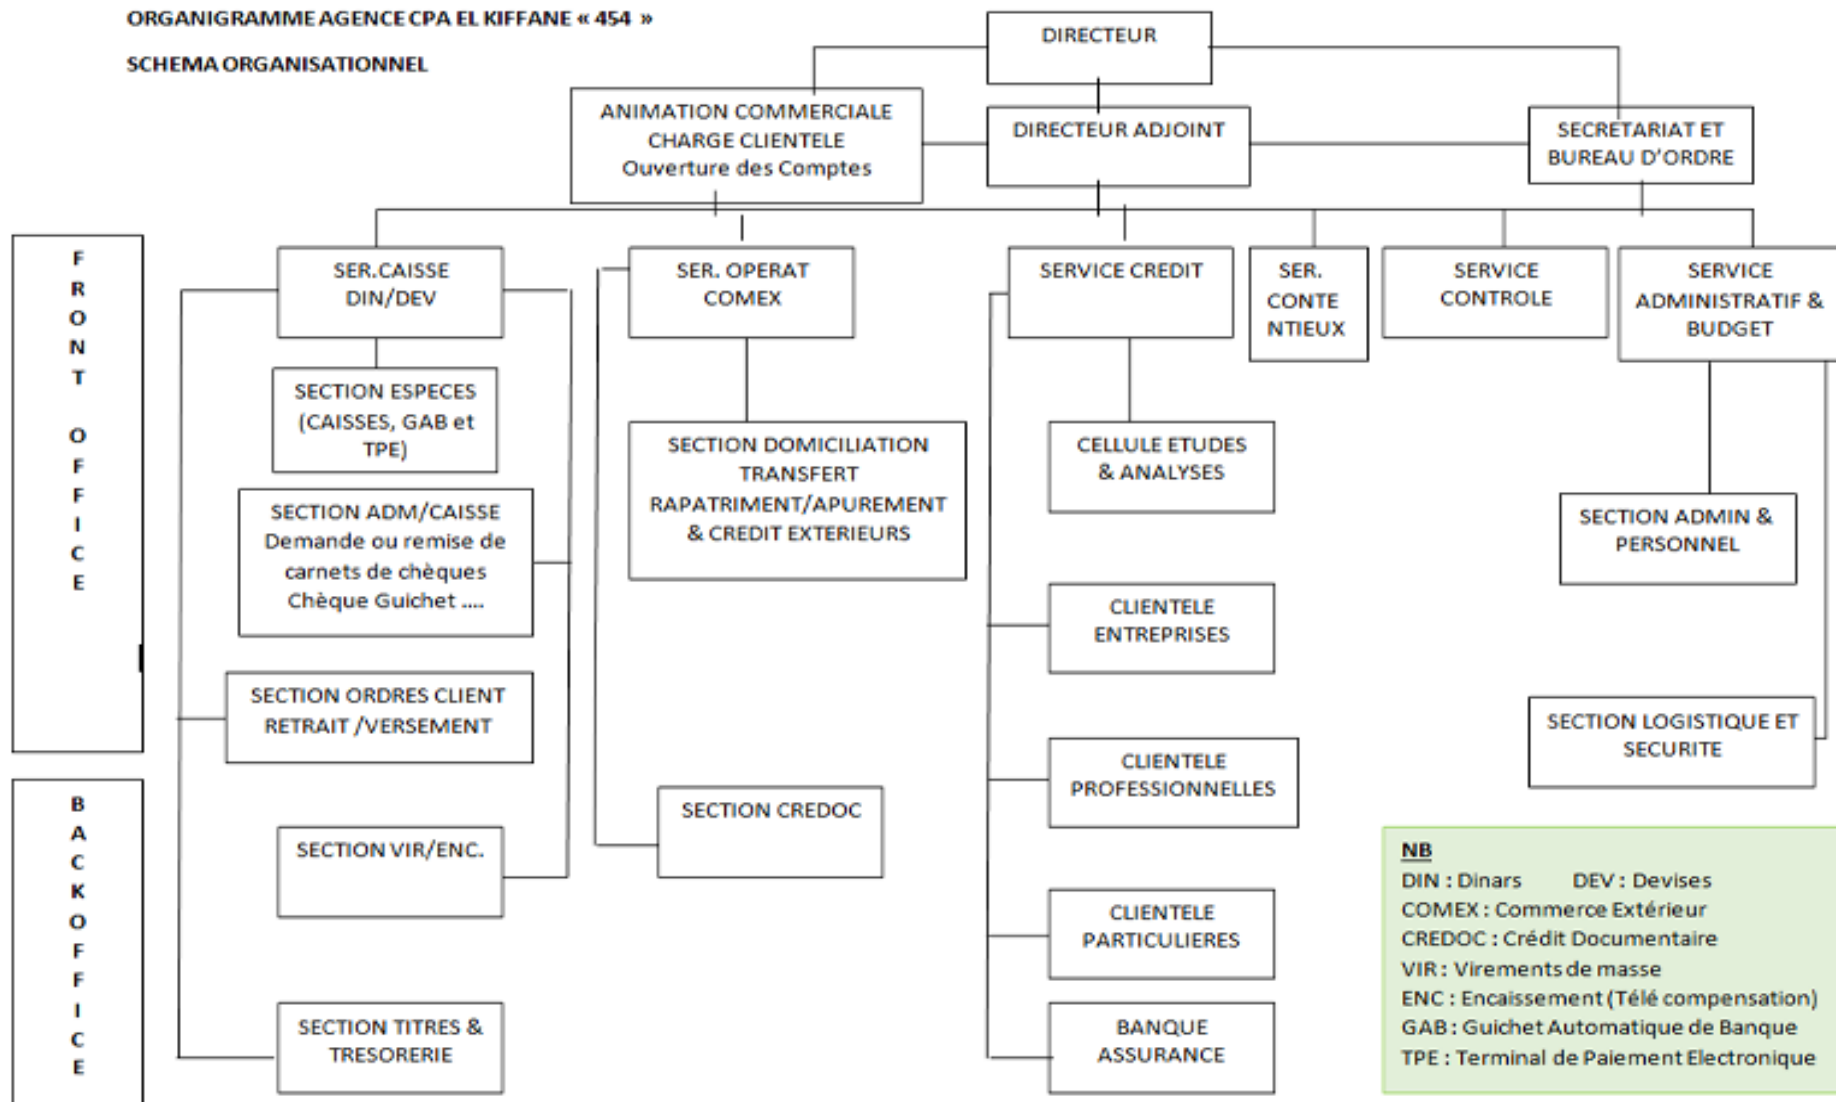 ORGANIGRAMME AGENCE CPA EL KIFFANE « 454 »
SCHEMA ORGANISATIONNEL
DIRECTEUR
ANIMATION COMMERCIALE
CHARGE CLIENTELE
Ouverture des Comptes
DIRECTEUR ADJOINT
SECRETARIAT ET
BUREAU D'ORDRE
FRONT OFFICE
SER.CAISSE
DIN/DEV
SER. OPERAT
COMEX
SERVICE CREDIT
SER.
CONTE
NTIEUX
SERVICE
CONTROLE
SERVICE
ADMINISTRATIF &
BUDGET
SECTION ESPECES
(CAISSES, GAB et
TPE)
SECTION ADM/CAISSE
Demande ou remise de
carnets de chèques
Chèque Guichet ....
SECTION ORDRES CLIENT
RETRAIT /VERSEMENT
SECTION DOMICILIATION
TRANSFERT
RAPATRIMENT/APUREMENT
& CREDIT EXTERIEURS
CELLULE ETUDES
& ANALYSES
CLIENTELE
ENTREPRISES
CLIENTELE
PROFESSIONNELLES
SECTION ADMIN &
PERSONNEL
SECTION LOGISTIQUE ET
SECURITE
BACKOFFICE
SECTION VIR/ENC.
SECTION CREDOC
CLIENTELE
PARTICULIERES
SECTION TITRES &
TRESORERIE
BANQUE
ASSURANCE
NB
DIN : Dinars DEV : Devises
COMEX : Commerce Extérieur
CREDOC : Crédit Documentaire
VIR : Virements de masse
ENC : Encaissement (Télé compensation)
GAB : Guichet Automatique de Banque
TPE : Terminal de Paiement Electronique